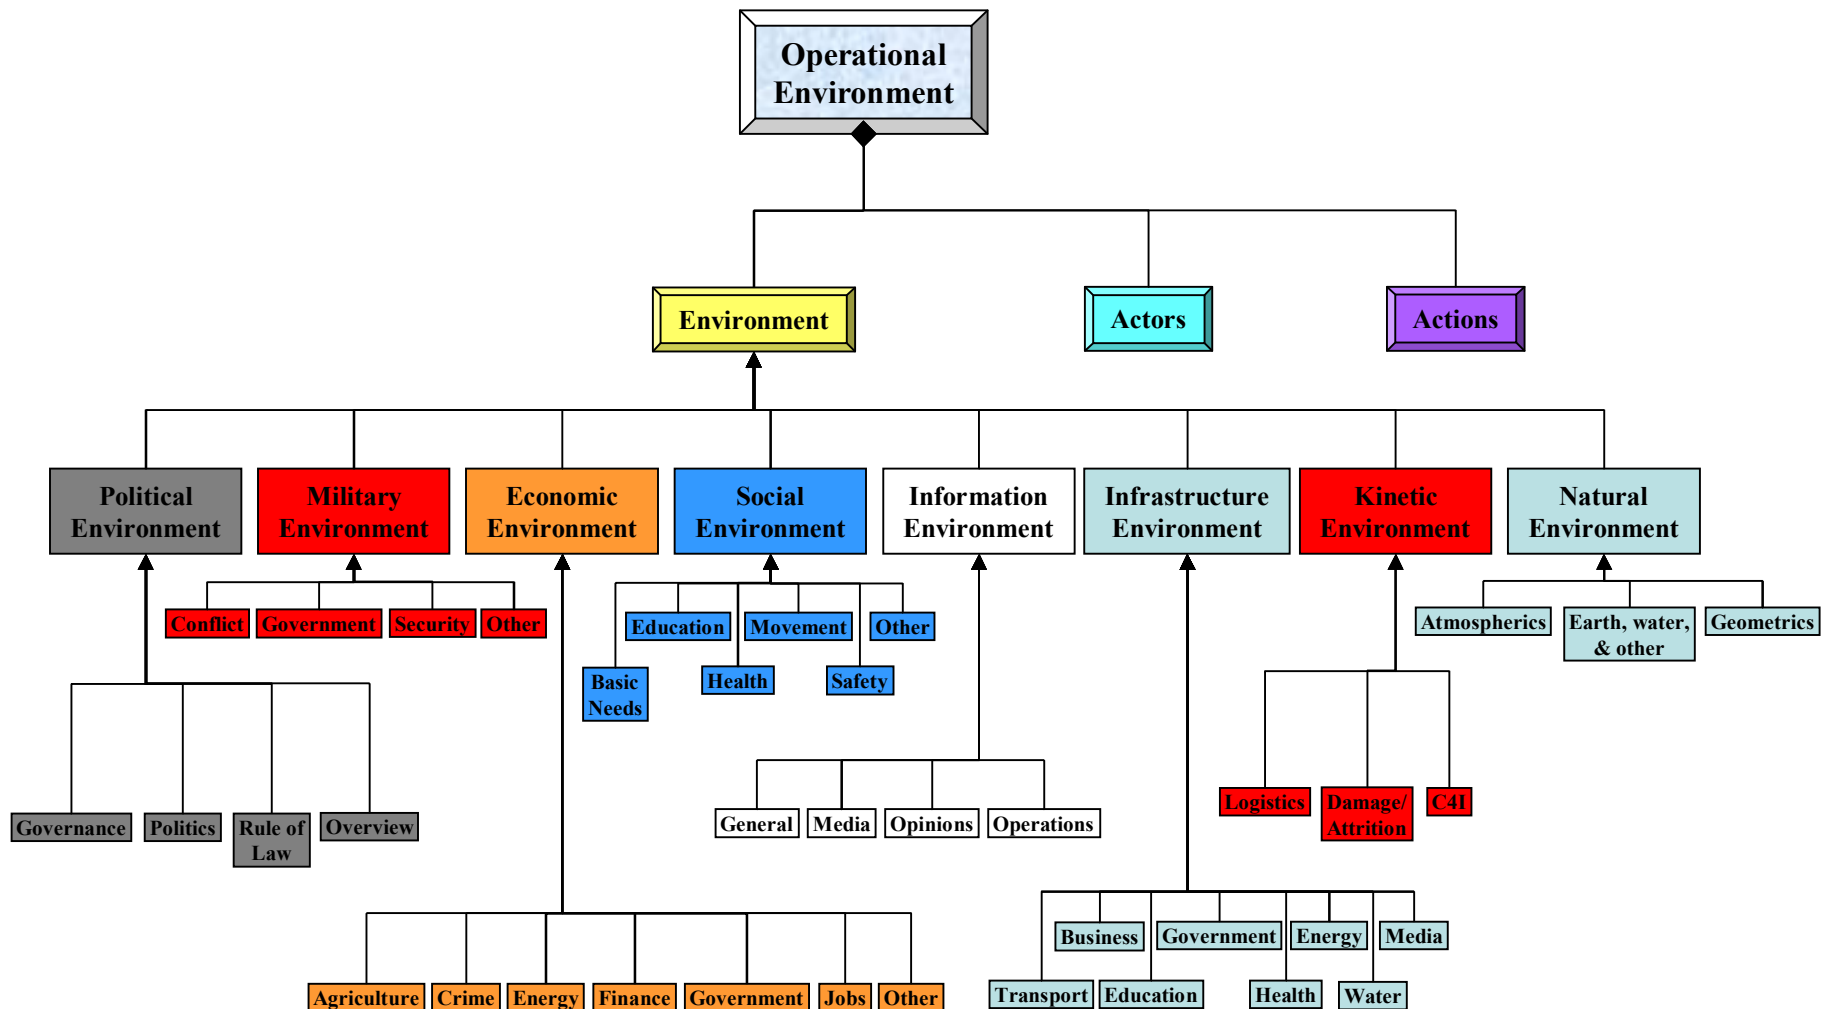 Operational
Environment
Environment
Actors
Actions
Political
Environment
Military
Environment
Economic
Environment
Social
Environment
Information
Environment
Infrastructure
Environment
Kinetic
Environment
Natural
Environment
Conflict
Government
Security
Other
Education
Movement
Other
Basic
Needs
Health
Safety
Atmospherics
Earth, water,
& other
Geometrics
Governance
Politics
Rule of
Law
Overview
General
Media
Opinions
Operations
Logistics
Damage/
Attrition
C4I
Business
Government
Energy
Media
Transport
Education
Health
Water
Agriculture
Crime
Energy
Finance
Government
Jobs
Other